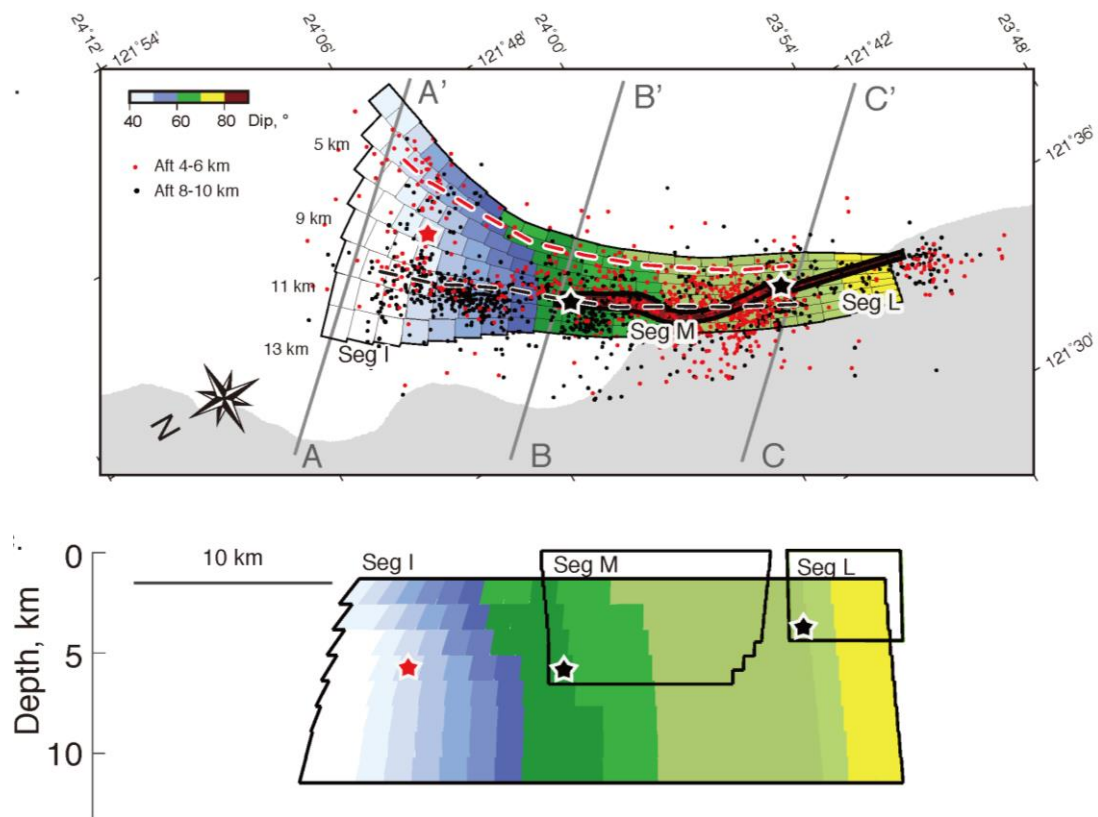 24°12'
121°54'
24°06'
121°48'
24°00'
23°54'
121°42'
23°48'
40 60 80 Dip, °
Aft 4-6 km
Aft 8-10 km
A'
B'
C'
121°36'
5 km
9 km
11 km
13 km
Seg I
Seg M
Seg L
121°30'
N
A
B
C
0
5
10
Depth, km
10 km
Seg I
Seg M
Seg L